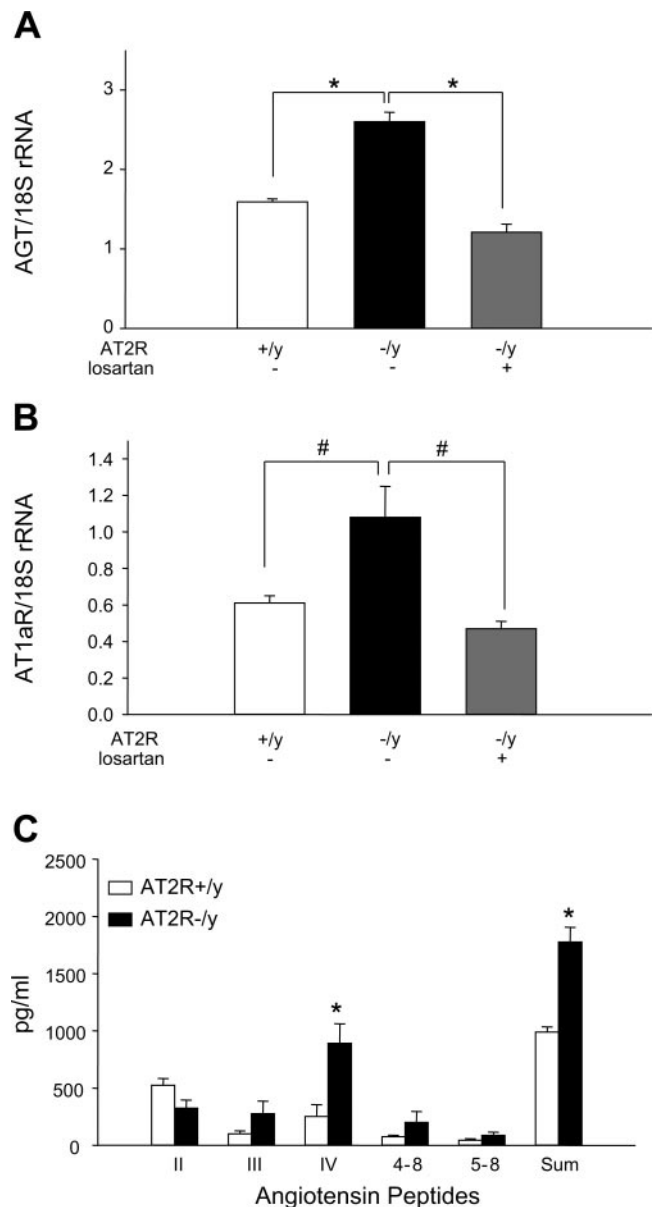 A
AGT/18S rRNA
3
2
1
0
* *
AT2R +/y -/y -/y
losartan - - +
B
AT1aR/18S rRNA
1.4
1.2
1.0
0.8
0.6
0.4
0.2
0.0
# #
AT2R +/y -/y -/y
losartan - - +
C
pg/ml
2500
2000
1500
1000
500
0
AT2R+/y
AT2R-/y
* *
II III IV 4-8 5-8 Sum
Angiotensin Peptides